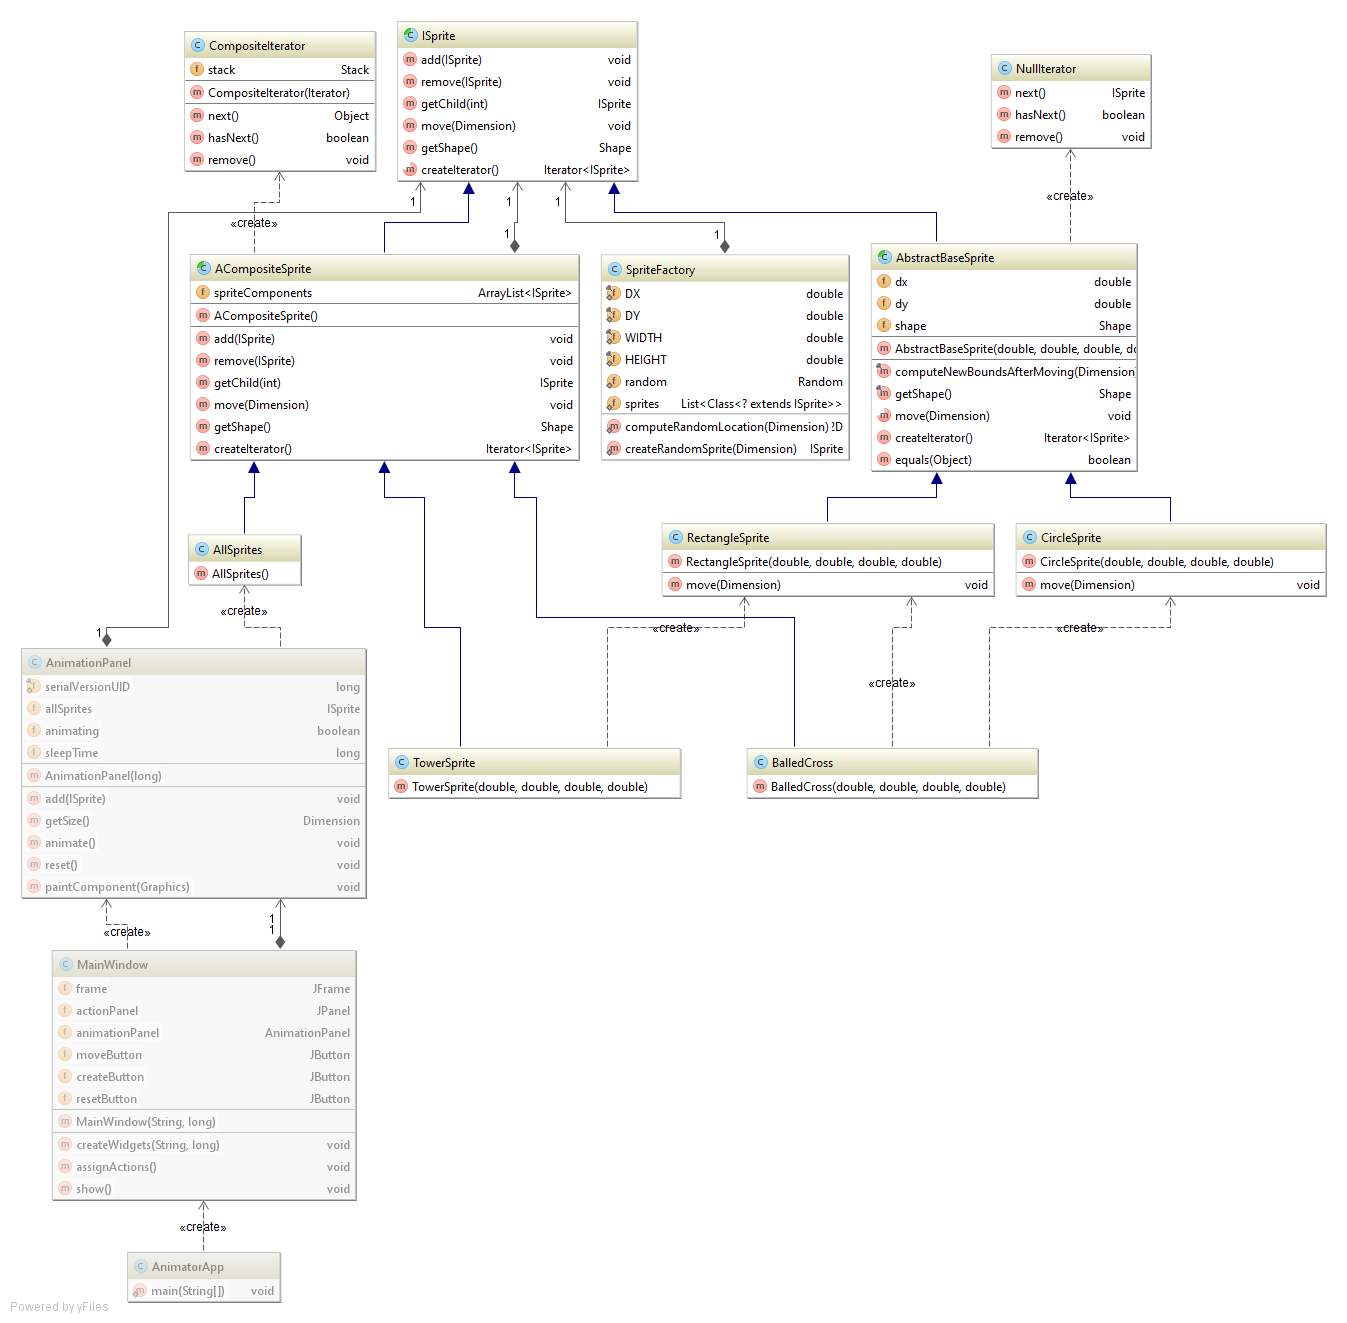 CompositeIterator
stack Stack
CompositeIterator(Iterator)
next() Object
hasNext() boolean
remove() void
ISprite
add(ISprite) void
remove(ISprite) void
getChild(int) ISprite
move(Dimension) void
getShape() Shape
createIterator() Iterator<ISprite>
NullIterator
next() ISprite
hasNext() boolean
remove() void
«create»
1
1
1
«create»
1
1
ACompositeSprite
spriteComponents ArrayList<ISprite>
ACompositeSprite()
add(ISprite) void
remove(ISprite) void
getChild(int) ISprite
move(Dimension) void
getShape() Shape
createIterator() Iterator<ISprite>
SpriteFactory
DX double
DY double
WIDTH double
HEIGHT double
random Random
sprites List<Class<? extends ISprite>>
computeRandomLocation(Dimension) ?D
createRandomSprite(Dimension) ISprite
AbstractBaseSprite
dx double
dy double
shape Shape
AbstractBaseSprite(double, double, double, do
computeNewBoundsAfterMoving(Dimension)
getShape() Shape
move(Dimension) void
createIterator() Iterator<ISprite>
equals(Object) boolean
AllSprites
AllSprites()
RectangleSprite
RectangleSprite(double, double, double, double)
move(Dimension) void
CircleSprite
CircleSprite(double, double, double, double)
move(Dimension) void
«create»
1
«create»
«create»
«create»
AnimationPanel
serialVersionUID long
allSprites ISprite
animating boolean
sleepTime long
AnimationPanel(long)
add(ISprite) void
getSize() Dimension
animate() void
reset() void
paintComponent(Graphics) void
TowerSprite
TowerSprite(double, double, double, double)
BalledCross
BalledCross(double, double, double, double)
«create»
1
1
MainWindow
frame JFrame
actionPanel JPanel
animationPanel AnimationPanel
moveButton JButton
createButton JButton
resetButton JButton
MainWindow(String, long)
createWidgets(String, long) void
assignActions() void
show() void
«create»
AnimatorApp
main(String[]) void
Powered by yFiles